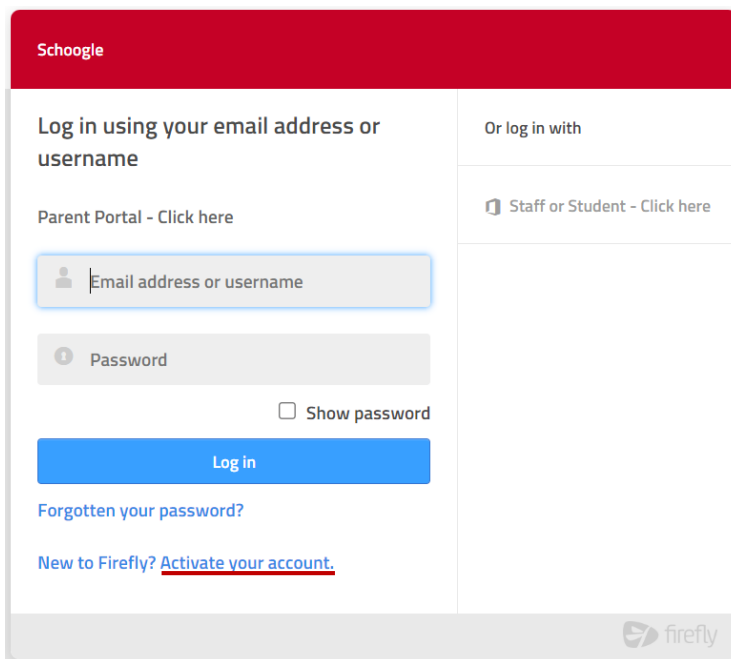 Schoogle
Log in using your email address or
username
Parent Portal - Click here
Email address or username
Password
Show password
Log in
Forgotten your password?
New to Firefly? Activate your account.
Or log in with
Staff or Student - Click here
firefly